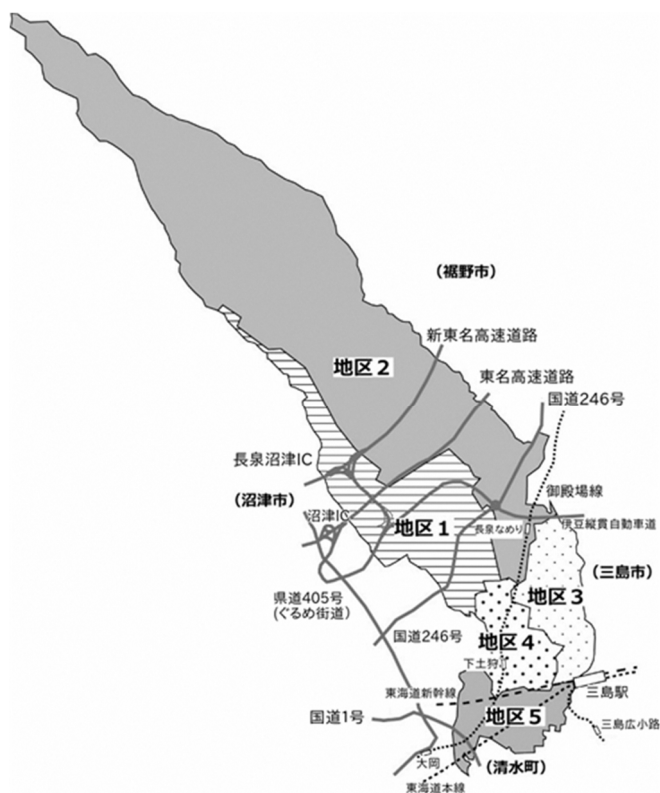 (裾野市)
新東名高速道路
地区2
東名高速道路
国道246号
長泉沼津IC
御殿場線
(沼津市)
沼津IC
地区1
長泉なめり
伊豆縦貫自動車道
(三島市)
県道405号
(ぐるめ街道)
地区3
国道246号
地区4
下土狩
東海道新幹線
三島駅
国道1号
地区5
三島広小路
大岡
(清水町)
東海道本線